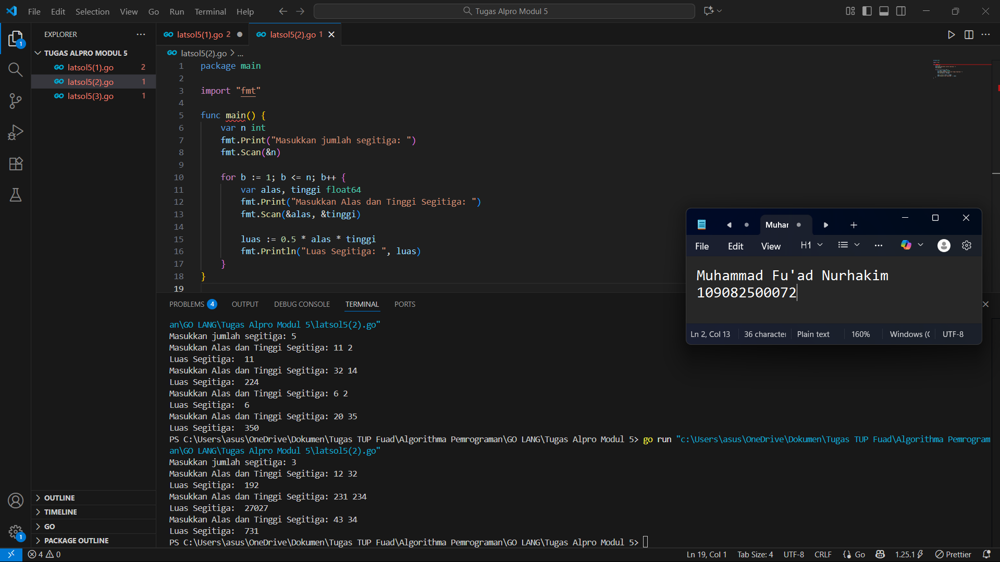 File Edit Selection View Go Run Terminal Help
Tugas Alpro Modul 5
EXPLORER
TUGAS ALPRO MODUL 5
latsol5(1).go 2
latsol5(2).go 1
latsol5(3).go 1
OUTLINE
TIMELINE
GO
PACKAGE OUTLINE
latsol5(1).go 2
latsol5(2).go 1
latsol5(2).go > ...
1 package main
2
3 import "fmt"
4
5 func main() {
6 var n int
7 fmt.Print("Masukkan jumlah segitiga: ")
8 fmt.Scan(&n)
9
10 for b := 1; b <= n; b++ {
11 var alas, tinggi float64
12 fmt.Print("Masukkan Alas dan Tinggi Segitiga: ")
13 fmt.Scan(&alas, &tinggi)
14
15 luas := 0.5 * alas * tinggi
16 fmt.Println("Luas Segitiga: ", luas)
17 }
18 }
19
PROBLEMS 4 OUTPUT DEBUG CONSOLE TERMINAL PORTS
an\GO LANG\Tugas Alpro Modul 5\latsol5(2).go"
Masukkan jumlah segitiga: 5
Masukkan Alas dan Tinggi Segitiga: 11 2
Luas Segitiga:  11
Masukkan Alas dan Tinggi Segitiga: 32 14
Luas Segitiga:  224
Masukkan Alas dan Tinggi Segitiga: 6 2
Luas Segitiga:  6
Masukkan Alas dan Tinggi Segitiga: 20 35
Luas Segitiga:  350
PS C:\Users\asus\OneDrive\Dokumen\Tugas TUP Fuad\Algorithma Pemrograman\GO LANG\Tugas Alpro Modul 5> go run "c:\Users\asus\OneDrive\Dokumen\Tugas TUP Fuad\Algorithma Pemrogram
an\GO LANG\Tugas Alpro Modul 5\latsol5(2).go"
Masukkan jumlah segitiga: 3
Masukkan Alas dan Tinggi Segitiga: 12 32
Luas Segitiga:  192
Masukkan Alas dan Tinggi Segitiga: 231 234
Luas Segitiga:  27027
Masukkan Alas dan Tinggi Segitiga: 43 34
Luas Segitiga:  731
PS C:\Users\asus\OneDrive\Dokumen\Tugas TUP Fuad\Algorithma Pemrograman\GO LANG\Tugas Alpro Modul 5>
Muhar
File Edit View H1
Muhammad Fu'ad Nurhakim
109082500072
Ln 2, Col 13 36 character Plain text 160% Windows (C UTF-8
1
1
4 0 Ln 19, Col 1 Tab Size: 4 UTF-8 CRLF Go 1.25.1 Prettier